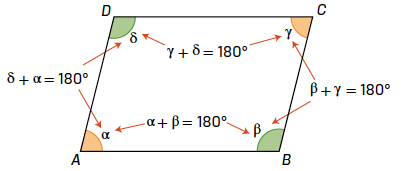 D C
δ γ
γ + δ = 180°
δ + α = 180°
β + γ = 180°
α + β = 180°
α β
A B